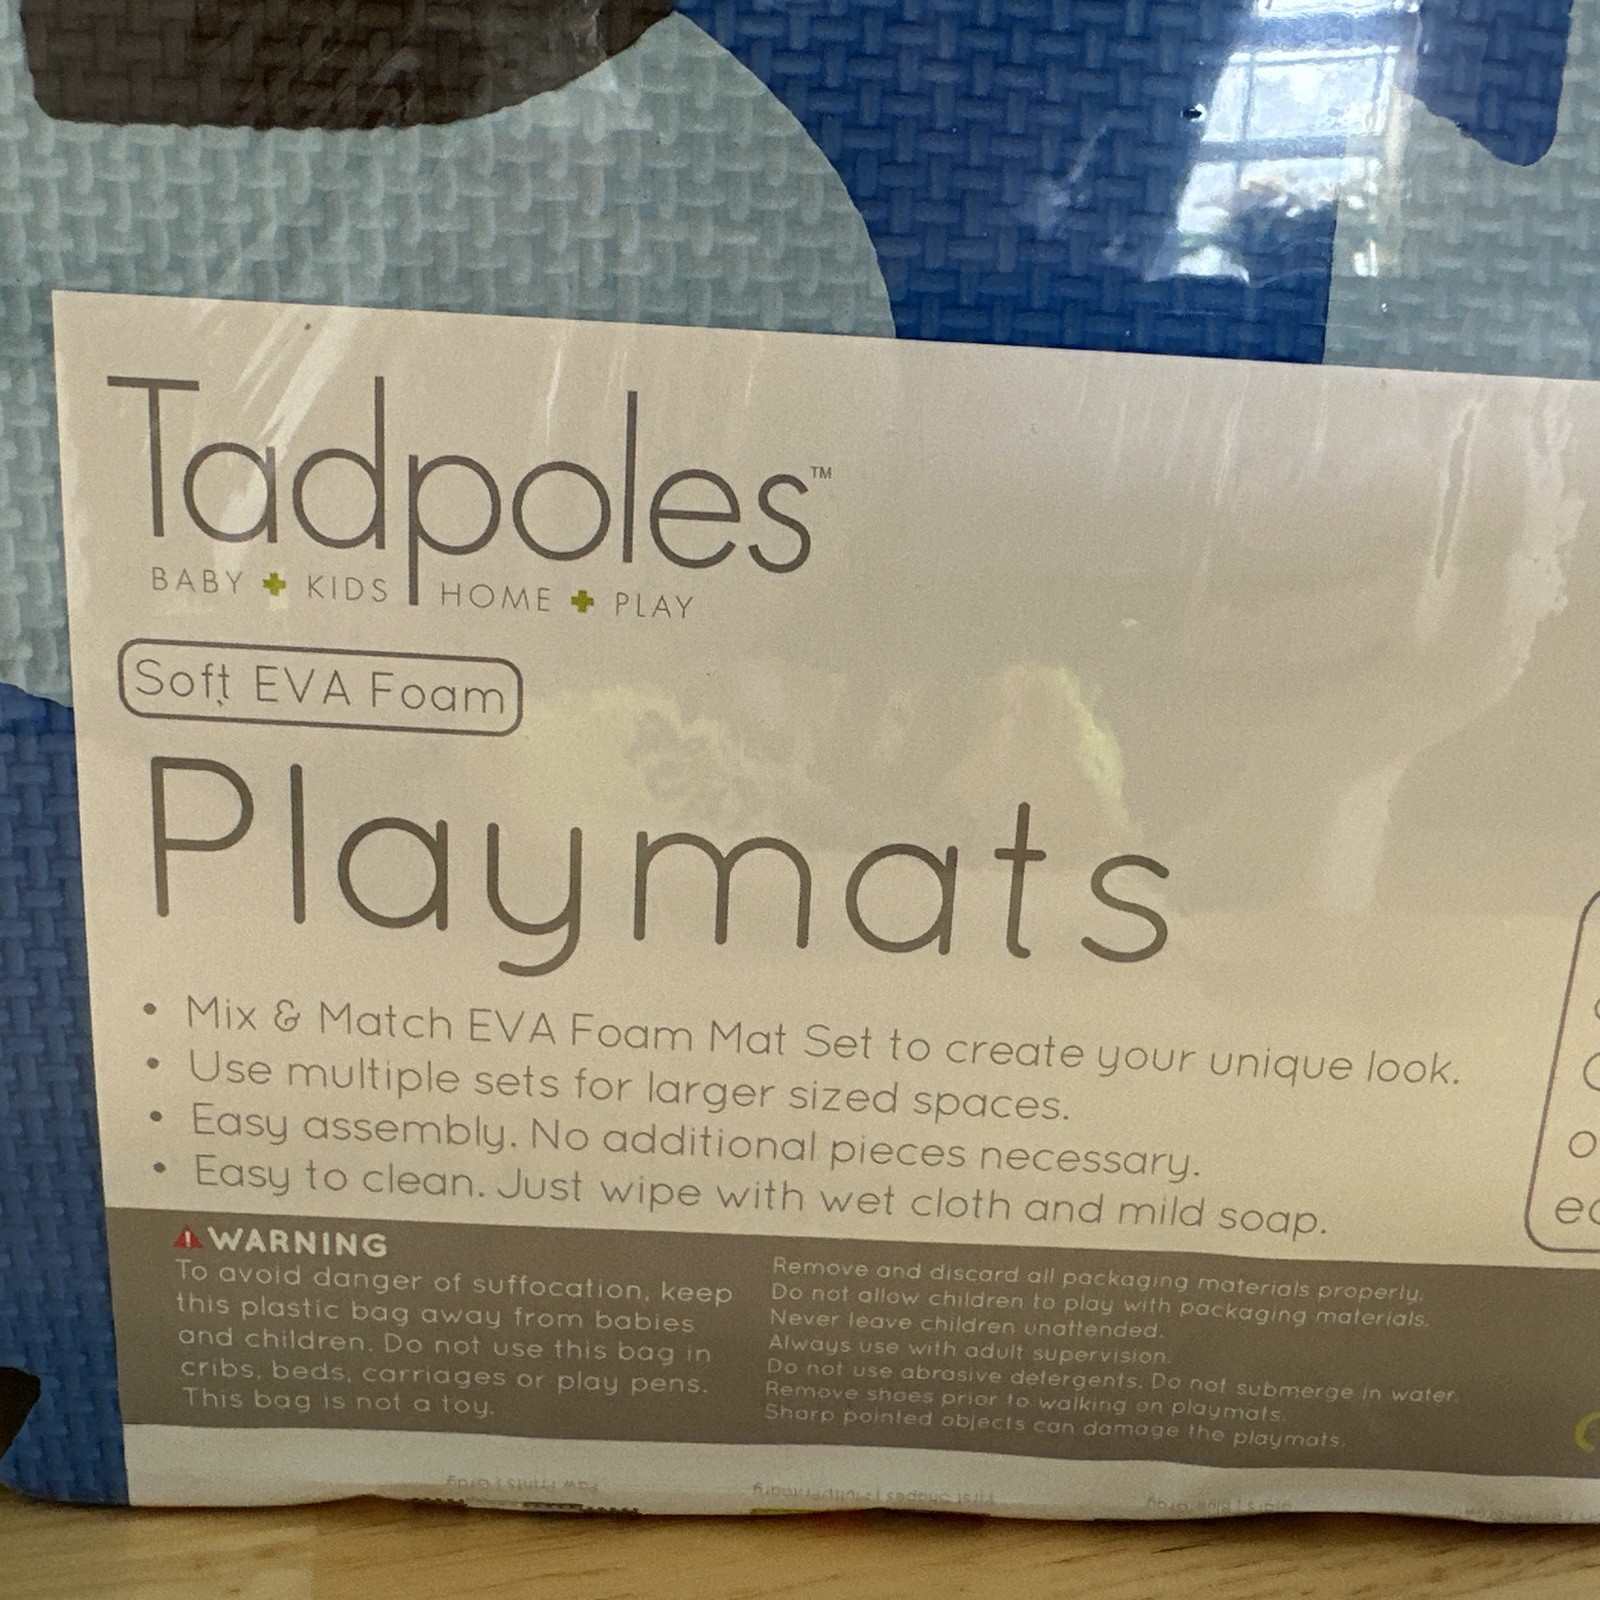 Tadpoles™
BABY + KIDS HOME + PLAY
Soft EVA Foam
Playmats
• Mix & Match EVA Foam Mat Set to create your unique look.
• Use multiple sets for larger sized spaces.
• Easy assembly. No additional pieces necessary.
• Easy to clean. Just wipe with wet cloth and mild soap.
WARNING
To avoid danger of suffocation, keep
this plastic bag away from babies
and children. Do not use this bag in
cribs, beds, carriages or play pens.
This bag is not a toy.
Remove and discard all packaging materials properly.
Do not allow children to play with packaging materials.
Never leave children unattended.
Always use with adult supervision.
Do not use abrasive detergents. Do not submerge in water.
Remove shoes prior to walking on playmats.
Sharp pointed objects can damage the playmats.